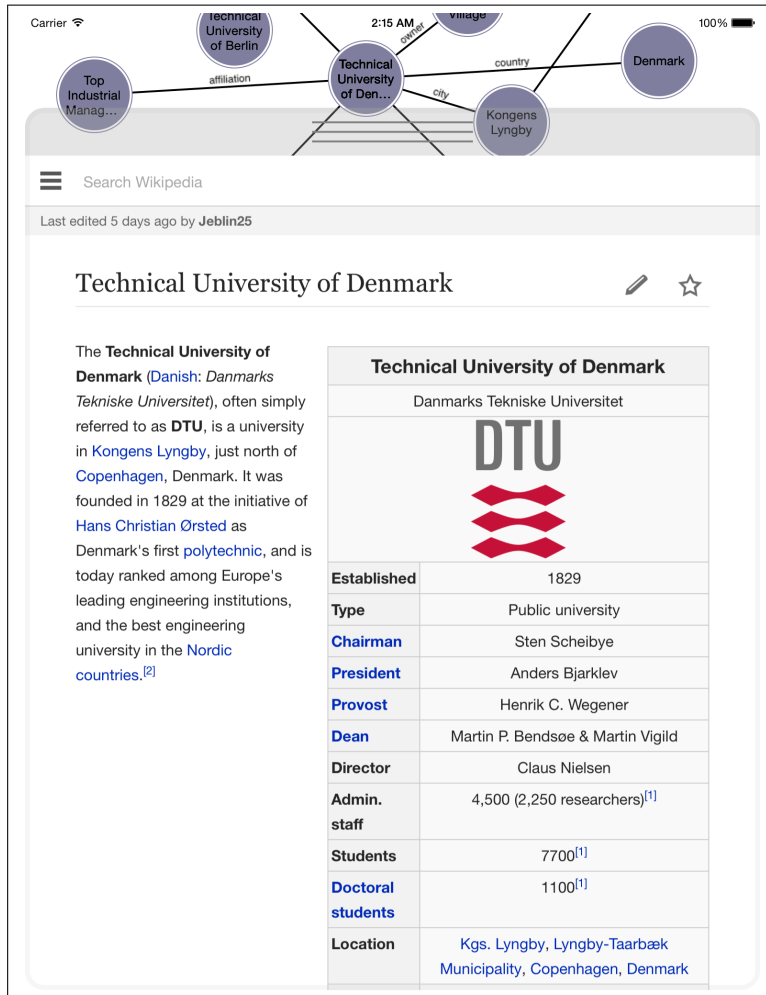 Carrier
2:15 AM
100%
Technical
University
of Berlin
owner
Village
Technical
University
of Den...
country
Denmark
affiliation
city
Top
Industrial
Manag...
Kongens
Lyngby
Search Wikipedia
Last edited 5 days ago by Jeblin25
Technical University of Denmark
The Technical University of
Denmark (Danish: Danmarks
Tekniske Universitet), often simply
referred to as DTU, is a university
in Kongens Lyngby, just north of
Copenhagen, Denmark. It was
founded in 1829 at the initiative of
Hans Christian Ørsted as
Denmark's first polytechnic, and is
today ranked among Europe's
leading engineering institutions,
and the best engineering
university in the Nordic
countries.[2]
Technical University of Denmark
Danmarks Tekniske Universitet
DTU
Established 1829
Type Public university
Chairman Sten Scheibye
President Anders Bjarklev
Provost Henrik C. Wegener
Dean Martin P. Bendsøe & Martin Vigild
Director Claus Nielsen
Admin. 4,500 (2,250 researchers)[1]
staff
Students 7700[1]
Doctoral 1100[1]
students
Location Kgs. Lyngby, Lyngby-Taarbæk
Municipality, Copenhagen, Denmark